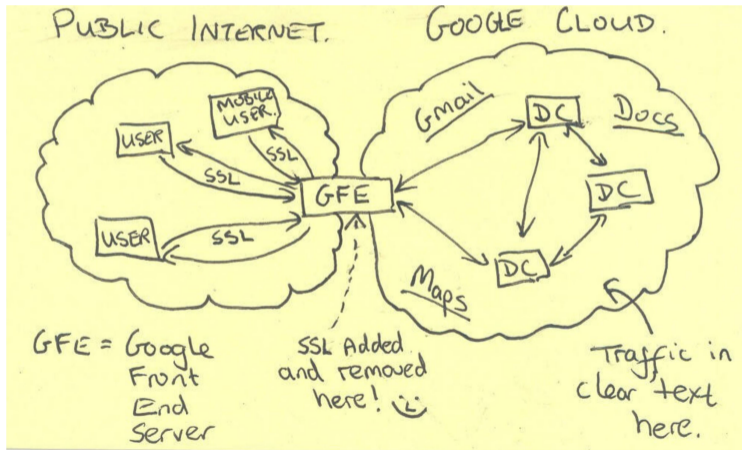 PUBLIC INTERNET.
GOOGLE CLOUD.
MOBILE
USER.
USER
SSL
SSL
USER
SSL
GFE
Gmail
DC
Docs
DC
DC
Maps
GFE = Google
Front
End
Server
SSL Added
and removed
here!
Traffic in
clear text
here.